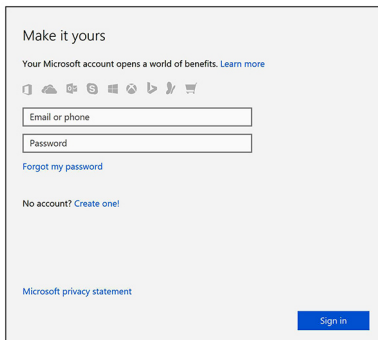 Make it yours
Your Microsoft account opens a world of benefits. Learn more
Email or phone
Password
Forgot my password
No account? Create one!
Microsoft privacy statement
Sign in